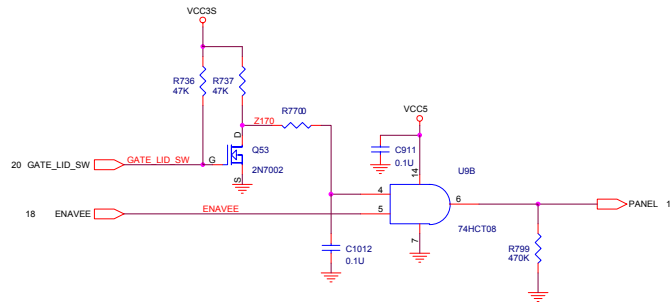 VCC3S
R736
47K
R737
47K
Z170
R7700
VCC5
D
Q53
G
2N7002
S
C911
0.1U
U9B
14
20 GATE_LID_SW
GATE_LID_SW
4
6
PANEL 1
18 ENAVEE
ENAVEE
5
74HCT08
7
C1012
0.1U
R799
470K